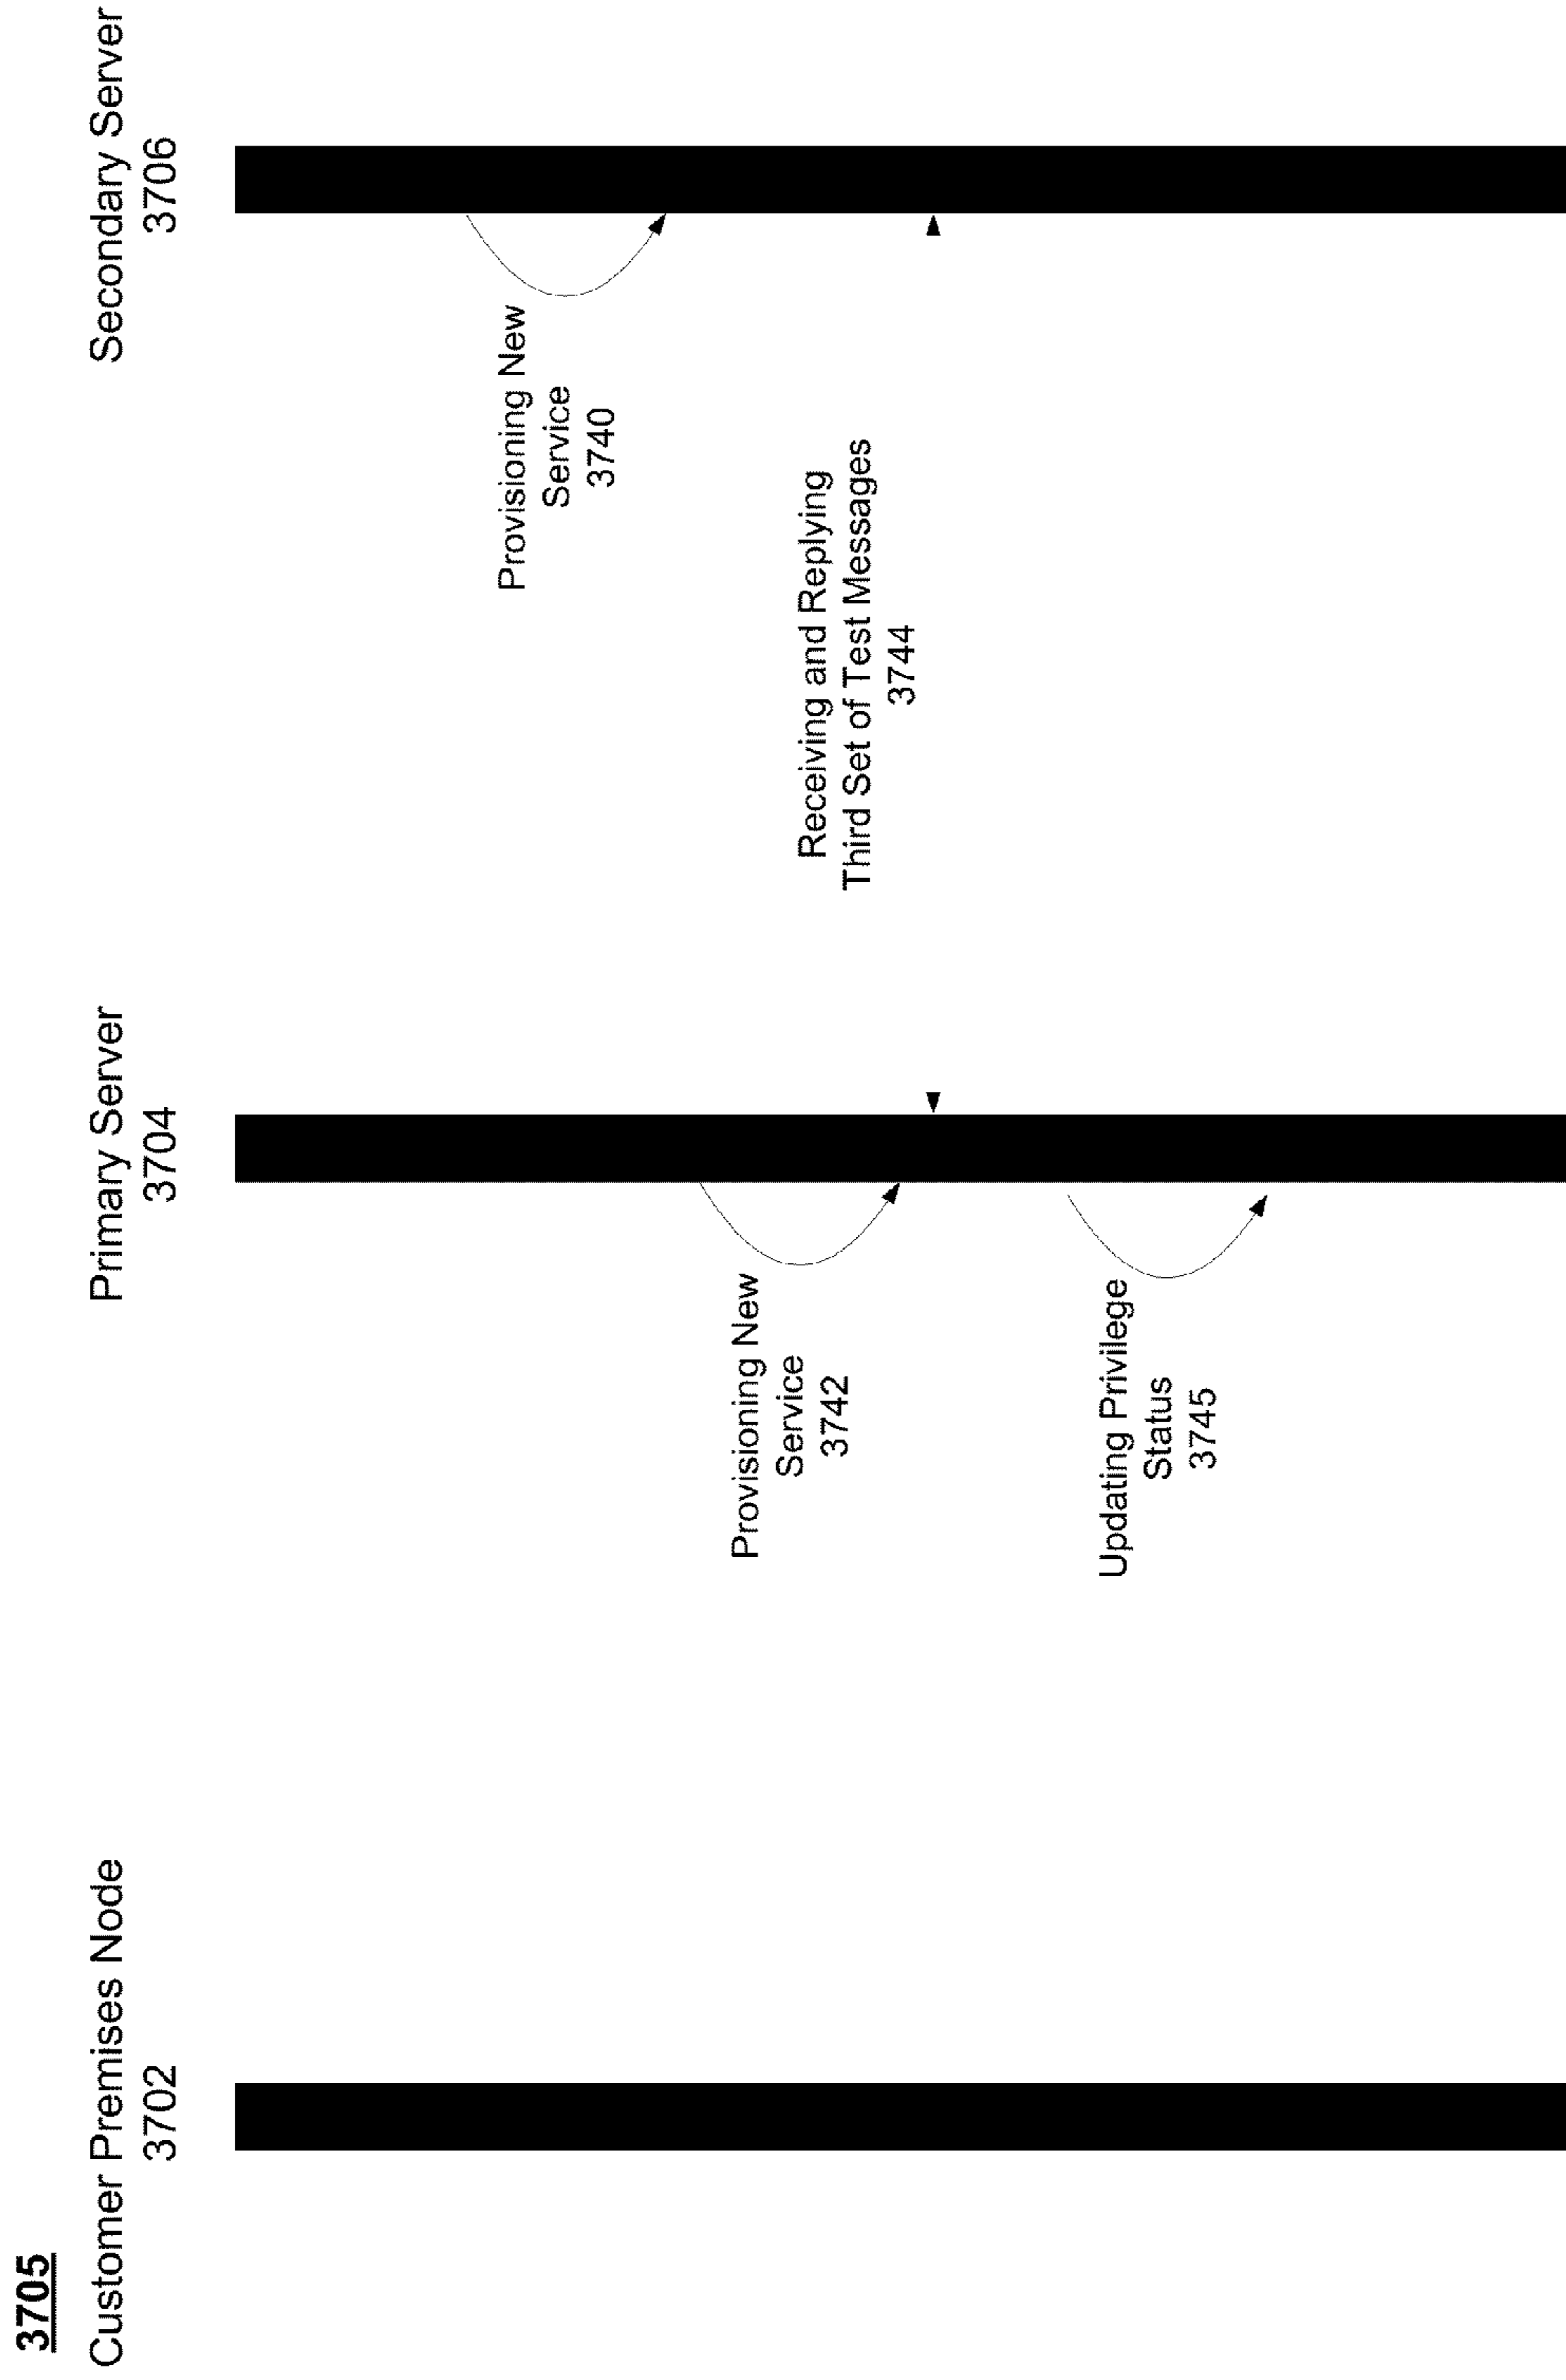 3705
Customer Premises Node
3702
Primary Server
3704
Secondary Server
3706
Provisioning New
Service
3740
Provisioning New
Service
3742
Receiving and Replying
Third Set of Test Messages
3744
Updating Privilege
Status
3745